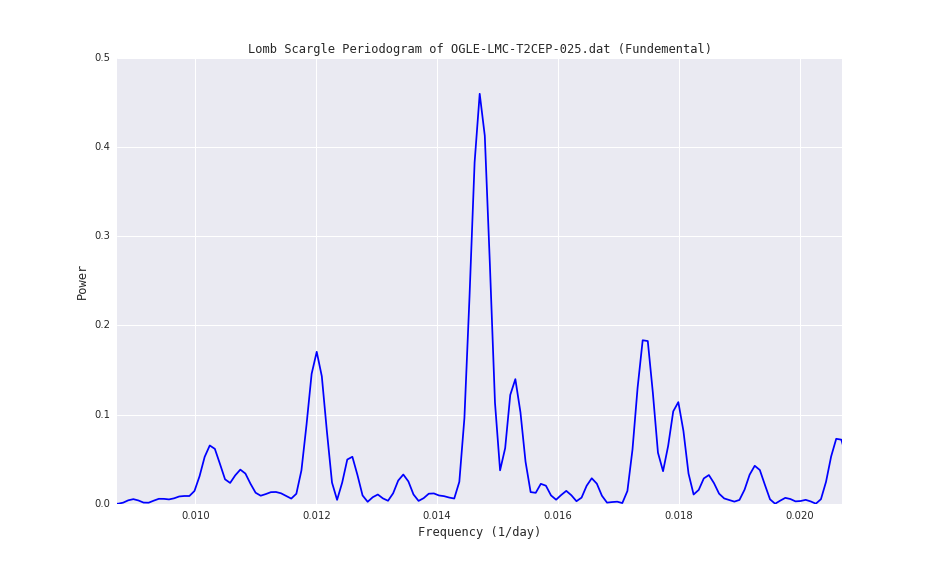 Lomb Scargle Periodogram of OGLE-LMC-T2CEP-025.dat (Fundemental)
0.5
0.4
0.3
0.2
0.1
0.0
Power
0.010 0.012 0.014 0.016 0.018 0.020
Frequency (1/day)